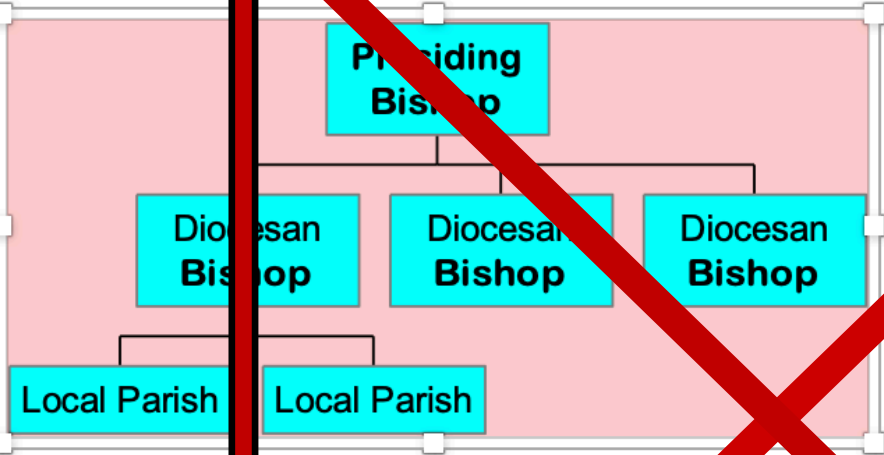 Presiding
Bishop
Diocesan
Bishop
Diocesan
Bishop
Diocesan
Bishop
Local Parish
Local Parish